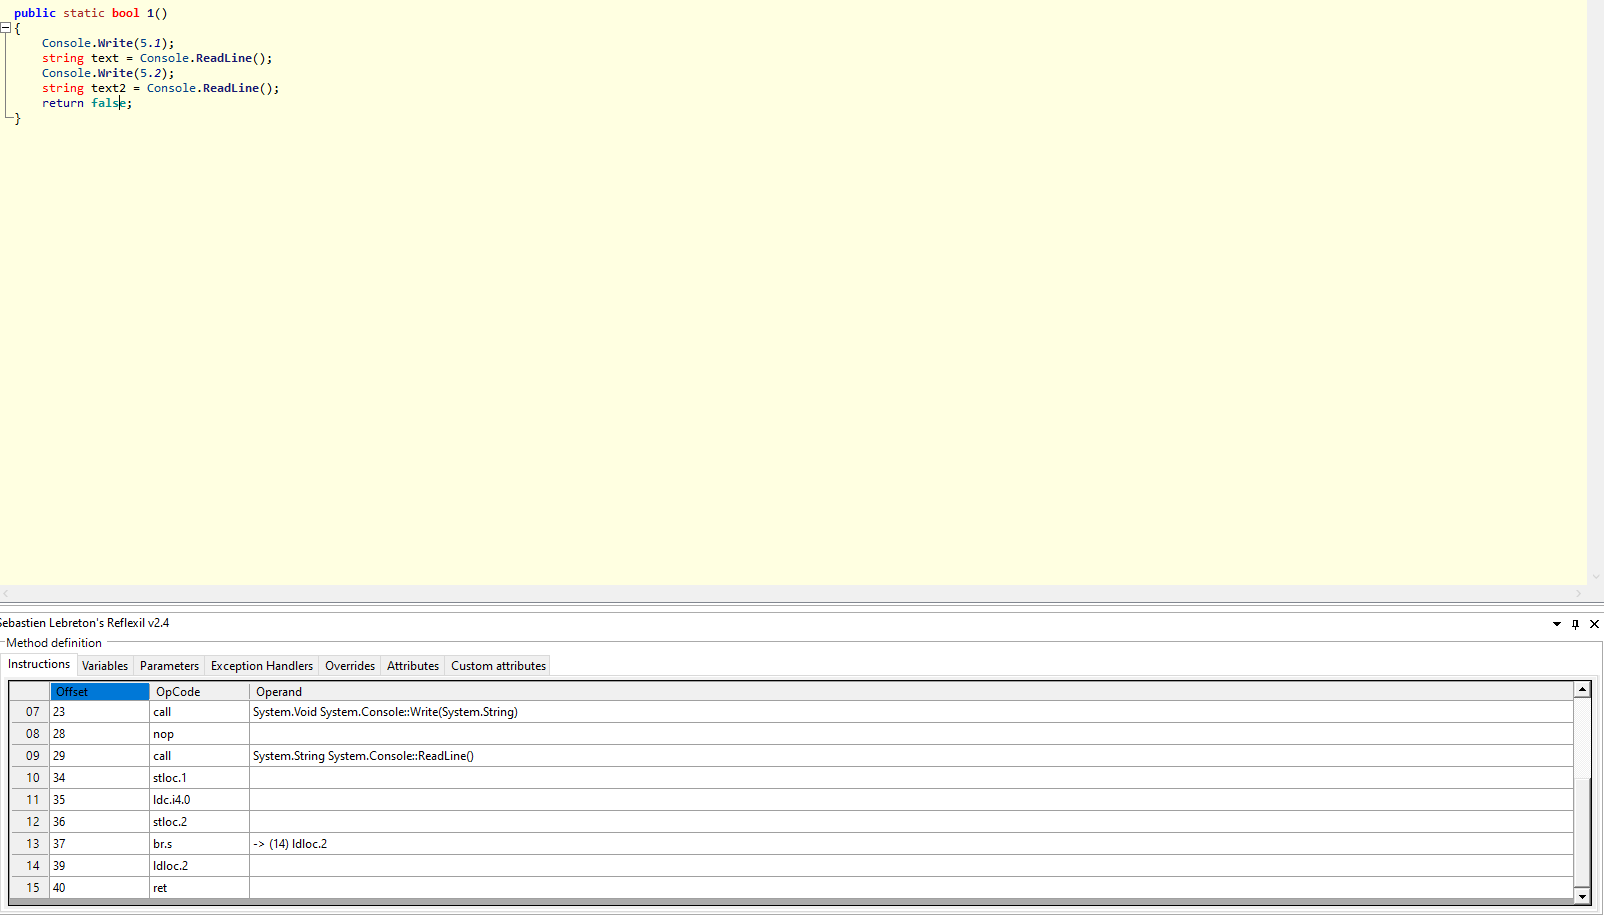 public static bool 1()
{
Console.Write(5.1);
string text = Console.ReadLine();
Console.Write(5.2);
string text2 = Console.ReadLine();
return false;
}
Sebastien Lebreton's Reflexil v2.4
Method definition
Instructions Variables Parameters Exception Handlers Overrides Attributes Custom attributes
Offset OpCode Operand
07 23 call System.Void System.Console::Write(System.String)
08 28 nop
09 29 call System.String System.Console::ReadLine()
10 34 stloc.1
11 35 ldc.i4.0
12 36 stloc.2
13 37 br.s -> (14) ldloc.2
14 39 ldloc.2
15 40 ret